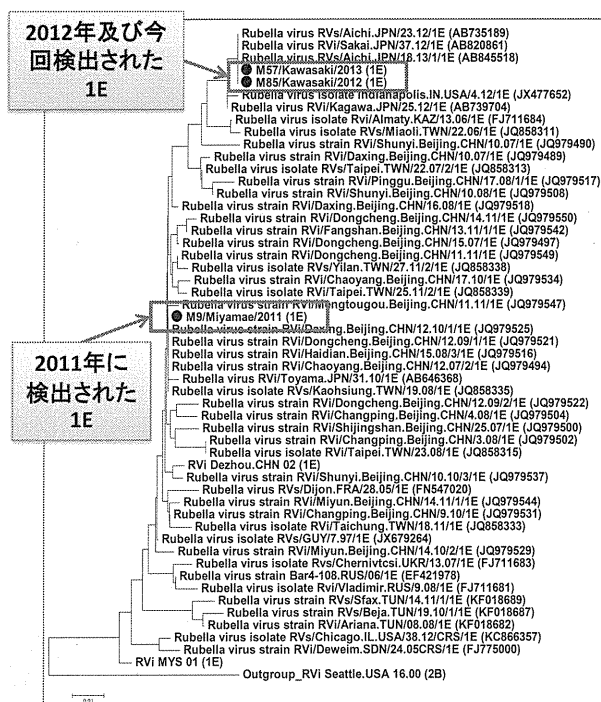 2012年及び今
回検出された
1E
Rubella virus RVs/Aichi.JPN/23.12/1E (AB735189)
Rubella virus RVi/Sakai.JPN/37.12/1E (AB820861)
Rubella virus RVs/Aichi.JPN/18.13/1/1E (AB845518)
M57/Kawasaki/2013 (1E)
M85/Kawasaki/2012 (1E)
Rubella virus isolate Indianapolis.IN.USA/4.12/1E (JX477652)
Rubella virus RVi/Kagawa.JPN/25.12/1E (AB739704)
Rubella virus isolate Rvi/Almaty.KAZ/13.06/1E (FJ711684)
Rubella virus isolate RVs/Miaoli.TWN/22.06/1E (JQ858311)
Rubella virus strain RVi/Shunyi.Beijing.CHN/10.07/1E (JQ979490)
Rubella virus strain RVi/Daxing.Beijing.CHN/10.07/1E (JQ979489)
Rubella virus isolate RVs/Taipei.TWN/22.07/2/1E (JQ858313)
Rubella virus strain RVi/Pinggu.Beijing.CHN/17.08/1/1E (JQ979517)
Rubella virus strain RVi/Shunyi.Beijing.CHN/10.08/1E (JQ979508)
Rubella virus strain RVi/Daxing.Beijing.CHN/16.08/1E (JQ979518)
Rubella virus strain RVi/Dongcheng.Beijing.CHN/14.11/1E (JQ979550)
Rubella virus strain RVi/Fangshan.Beijing.CHN/13.11/1/1E (JQ979542)
Rubella virus strain RVi/Dongcheng.Beijing.CHN/15.07/1E (JQ979497)
Rubella virus strain RVi/Dongcheng.Beijing.CHN/11.11/1E (JQ979549)
Rubella virus isolate RVs/Yilan.TWN/27.11/2/1E (JQ858338)
Rubella virus strain RVi/Chaoyang.Beijing.CHN/17.10/1E (JQ979534)
Rubella virus isolate RVi/Taipei.TWN/25.11/2/1E (JQ858339)
Rubella virus strain RVi/Mengtougou.Beijing.CHN/11.11/1E (JQ979547)
M9/Miyamae/2011 (1E)
Rubella virus strain RVi/Daxing.Beijing.CHN/12.10/1/1E (JQ979525)
Rubella virus strain RVi/Dongcheng.Beijing.CHN/12.09/1/1E (JQ979521)
Rubella virus strain RVi/Haidian.Beijing.CHN/15.08/3/1E (JQ979516)
Rubella virus strain RVi/Chaoyang.Beijing.CHN/12.07/2/1E (JQ979494)
Rubella virus RVi/Toyama.JPN/31.10/1E (AB646368)
Rubella virus isolate RVs/Kaohsiung.TWN/19.08/1E (JQ858335)
Rubella virus strain RVi/Dongcheng.Beijing.CHN/12.09/2/1E (JQ979522)
Rubella virus strain RVi/Changping.Beijing.CHN/4.08/1E (JQ979504)
Rubella virus strain RVi/Shijingshan.Beijing.CHN/25.07/1E (JQ979500)
Rubella virus strain RVi/Changping.Beijing.CHN/3.08/1E (JQ979502)
Rubella virus isolate RVi/Taipei.TWN/23.08/1E (JQ858315)
RVi Dezhou.CHN 02 (1E)
Rubella virus strain RVi/Shunyi.Beijing.CHN/10.10/3/1E (JQ979537)
Rubella virus RVs/Dijon.FRA/28.05/1E (FN547020)
Rubella virus strain RVi/Miyun.Beijing.CHN/11.10/1/1E (JQ979544)
Rubella virus strain RVi/Changping.Beijing.CHN/9.10/1E (JQ979531)
Rubella virus isolate RVi/Taichung.TWN/18.11/1E (JQ858333)
Rubella virus isolate RVs/GUY/7.97/1E (JX679264)
Rubella virus strain RVi/Miyun.Beijing.CHN/14.10/2/1E (JQ979529)
Rubella virus isolate RVs/Chernivtsi.UKR/13.07/1E (FJ711683)
Rubella virus strain Bar4-108.RUS/06/1E (EF421978)
Rubella virus isolate Rvi/Vladimir.RUS/9.08/1E (FJ711681)
Rubella virus strain RVs/Sfax.TUN/14.11/1/1E (KF018689)
Rubella virus strain RVs/Beja.TUN/19.10/1/1E (KF018687)
Rubella virus strain RVi/Ariana.TUN/08.08/1E (KF018682)
Rubella virus isolate RVs/Chicago.IL.USA/38.12/CRS/1E (KC866357)
Rubella virus strain RVi/Deweim.SDN/24.05CRS/1E (FJ775000)
RVi MYS 01 (1E)
Outgroup_RVi Seattle.USA 16.00 (2B)
2011年に
検出された
1E